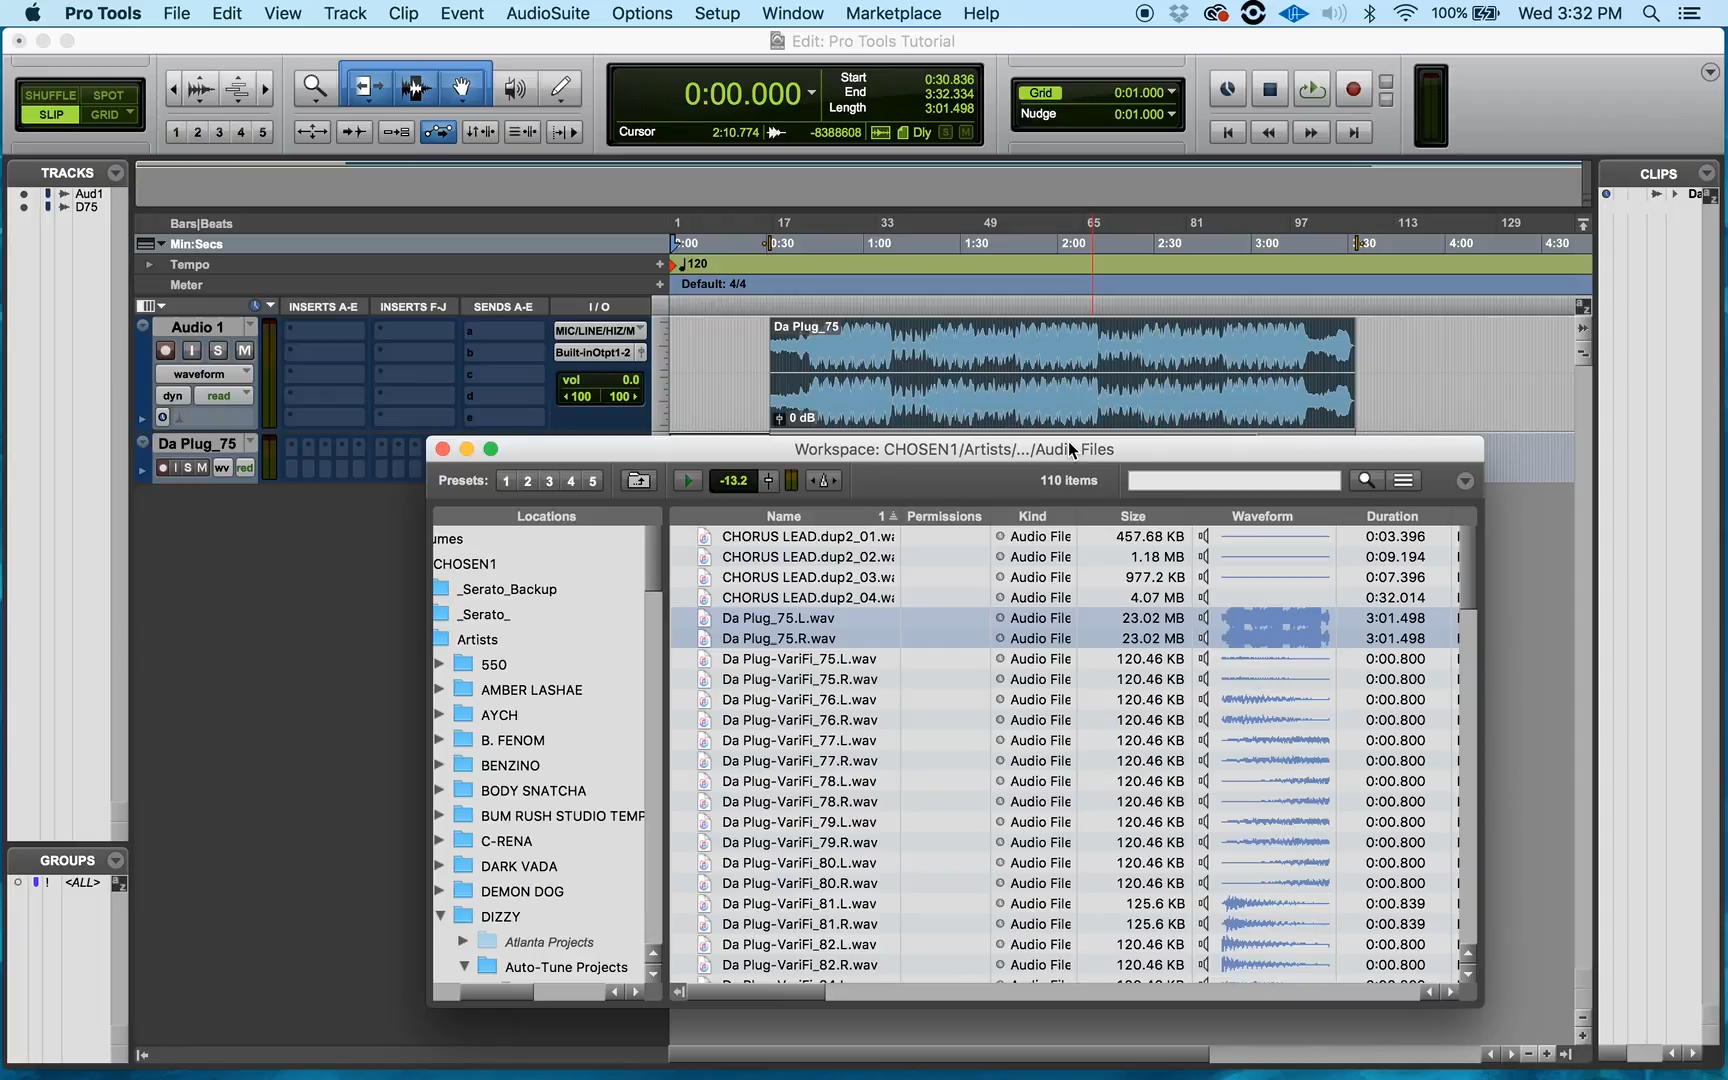 Pro Tools File Edit View Track Clip Event AudioSuite Options Setup Window Marketplace Help 100% Wed 3:32 PM
Edit: Pro Tools Tutorial
SHUFFLE SPOT
SLIP GRID
1 2 3 4 5
0:00.000
Start 0:30.836
End 3:32.334
Length 3:01.498
Cursor 2:10.774 -8388608 Dly S M
Grid 0:01.000
Nudge 0:01.000
TRACKS
Aud1
D75
CLIPS
Da
Bars|Beats 1 17 33 49 65 81 97 113 129
Min:Secs 0:30 1:00 1:30 2:00 2:30 3:00 4:00 4:30
Tempo 120
Meter Default: 4/4
INSERTS A-E INSERTS F-J SENDS A-E I / O
Audio 1
I S M
waveform
dyn read
a
b
c
d
e
MIC/LINE/HIZ/M
Built-inOtpt1-2
vol 0.0
100 100
Da Plug_75
0 dB
Da Plug_75
I S M wv red
GROUPS
! <ALL>
Workspace: CHOSEN1/Artists/.../Audio Files
Presets: 1 2 3 4 5 -13.2 110 items
Locations
umes
CHOSEN1
_Serato_Backup
_Serato_
Artists
550
AMBER LASHAE
AYCH
B. FENOM
BENZINO
BODY SNATCHA
BUM RUSH STUDIO TEMP
C-RENA
DARK VADA
DEMON DOG
DIZZY
Atlanta Projects
Auto-Tune Projects
Name 1 Permissions Kind Size Waveform Duration
CHORUS LEAD.dup2_01.wa Audio File 457.68 KB 0:03.396
CHORUS LEAD.dup2_02.wa Audio File 1.18 MB 0:09.194
CHORUS LEAD.dup2_03.wa Audio File 977.2 KB 0:07.396
CHORUS LEAD.dup2_04.wa Audio File 4.07 MB 0:32.014
Da Plug_75.L.wav Audio File 23.02 MB 3:01.498
Da Plug_75.R.wav Audio File 23.02 MB 3:01.498
Da Plug-VariFi_75.L.wav Audio File 120.46 KB 0:00.800
Da Plug-VariFi_75.R.wav Audio File 120.46 KB 0:00.800
Da Plug-VariFi_76.L.wav Audio File 120.46 KB 0:00.800
Da Plug-VariFi_76.R.wav Audio File 120.46 KB 0:00.800
Da Plug-VariFi_77.L.wav Audio File 120.46 KB 0:00.800
Da Plug-VariFi_77.R.wav Audio File 120.46 KB 0:00.800
Da Plug-VariFi_78.L.wav Audio File 120.46 KB 0:00.800
Da Plug-VariFi_78.R.wav Audio File 120.46 KB 0:00.800
Da Plug-VariFi_79.L.wav Audio File 120.46 KB 0:00.800
Da Plug-VariFi_79.R.wav Audio File 120.46 KB 0:00.800
Da Plug-VariFi_80.L.wav Audio File 120.46 KB 0:00.800
Da Plug-VariFi_80.R.wav Audio File 120.46 KB 0:00.800
Da Plug-VariFi_81.L.wav Audio File 125.6 KB 0:00.839
Da Plug-VariFi_81.R.wav Audio File 125.6 KB 0:00.839
Da Plug-VariFi_82.L.wav Audio File 120.46 KB 0:00.800
Da Plug-VariFi_82.R.wav Audio File 120.46 KB 0:00.800